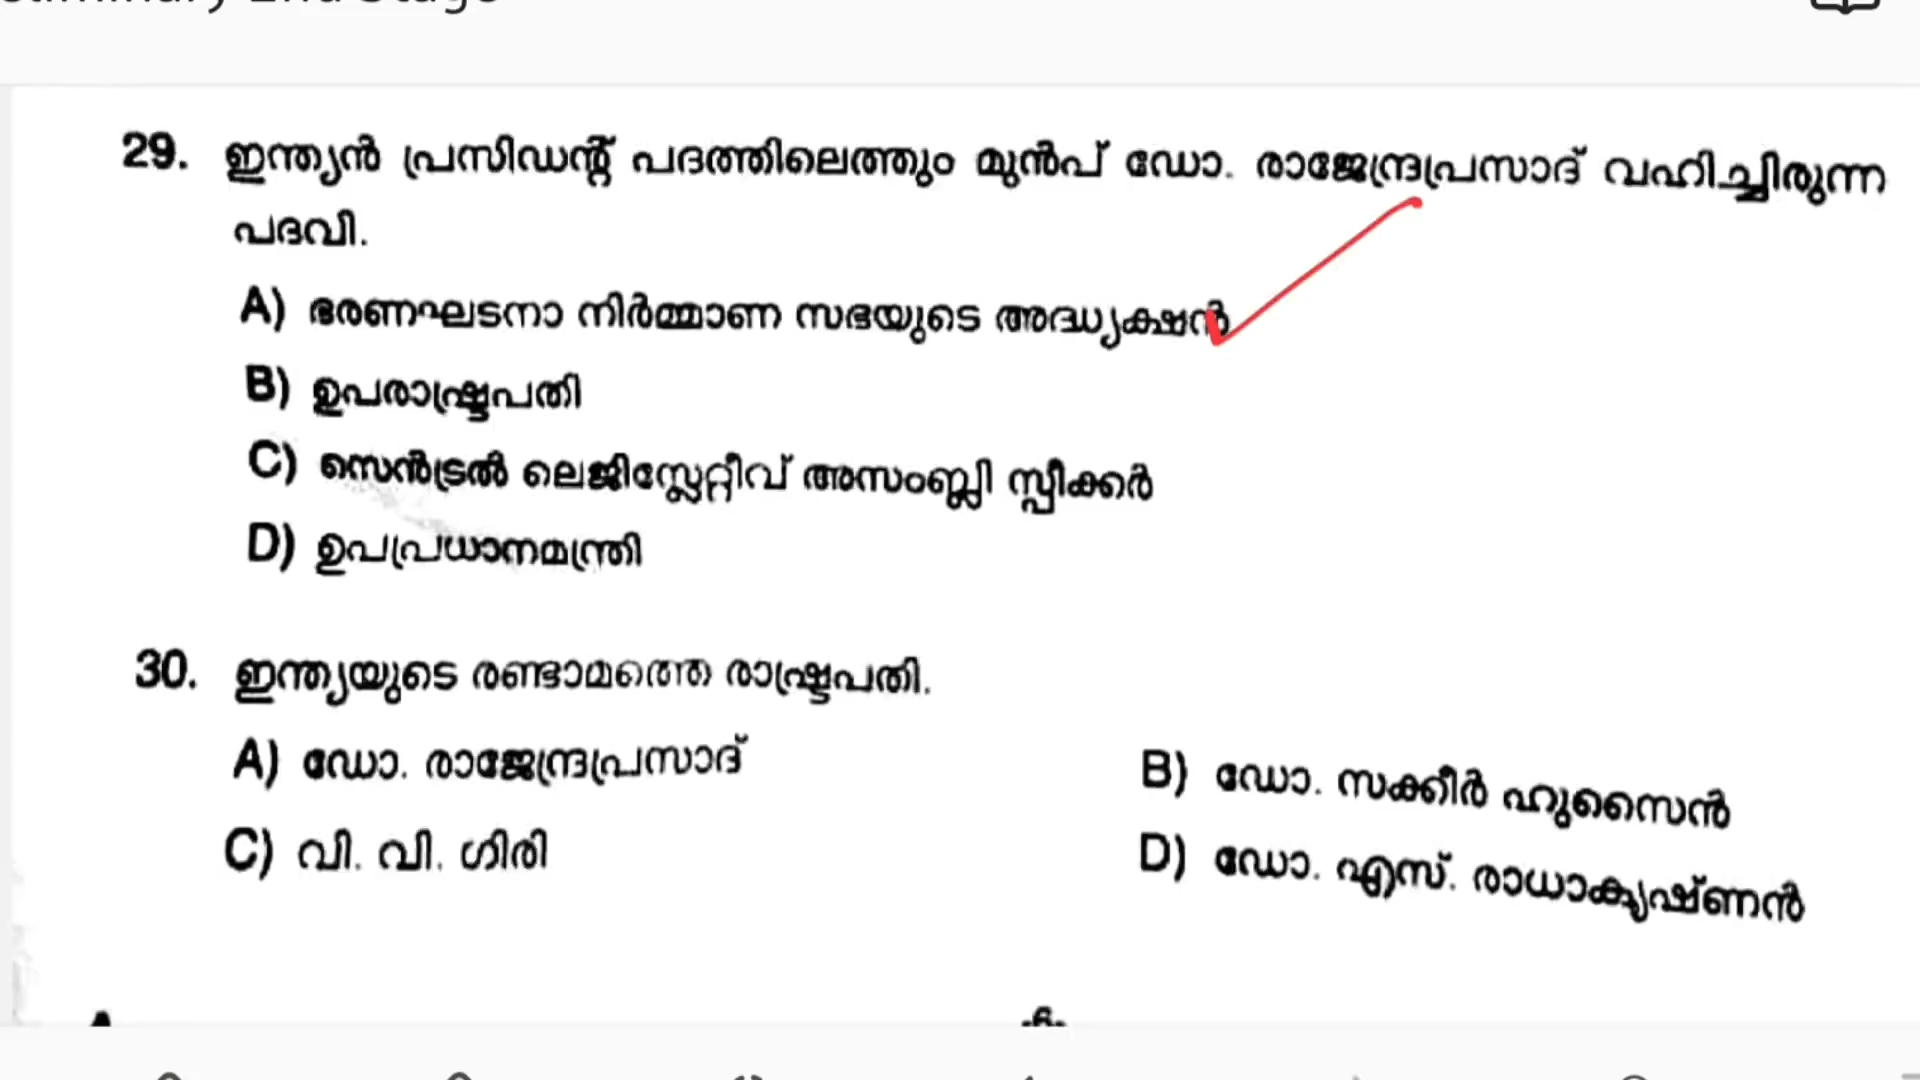 29. ഇന്ത്യൻ പ്രസിഡന്റ് പദത്തിലെത്തും മുൻപ് ഡോ. രാജേന്ദ്രപ്രസാദ് വഹിച്ചിരുന്ന
പദവി.
A) ഭരണഘടനാ നിർമ്മാണ സഭയുടെ അദ്ധ്യക്ഷൻ
B) ഉപരാഷ്ട്രപതി
C) സെൻട്രൽ ലെജിസ്ലേറ്റീവ് അസംബ്ലി സ്പീക്കർ
D) ഉപപ്രധാനമന്ത്രി
30. ഇന്ത്യയുടെ രണ്ടാമത്തെ രാഷ്ട്രപതി.
A) ഡോ. രാജേന്ദ്രപ്രസാദ്
B) ഡോ. സക്കീർ ഹുസൈൻ
C) വി. വി. ഗിരി
D) ഡോ. എസ്. രാധാകൃഷ്ണൻ